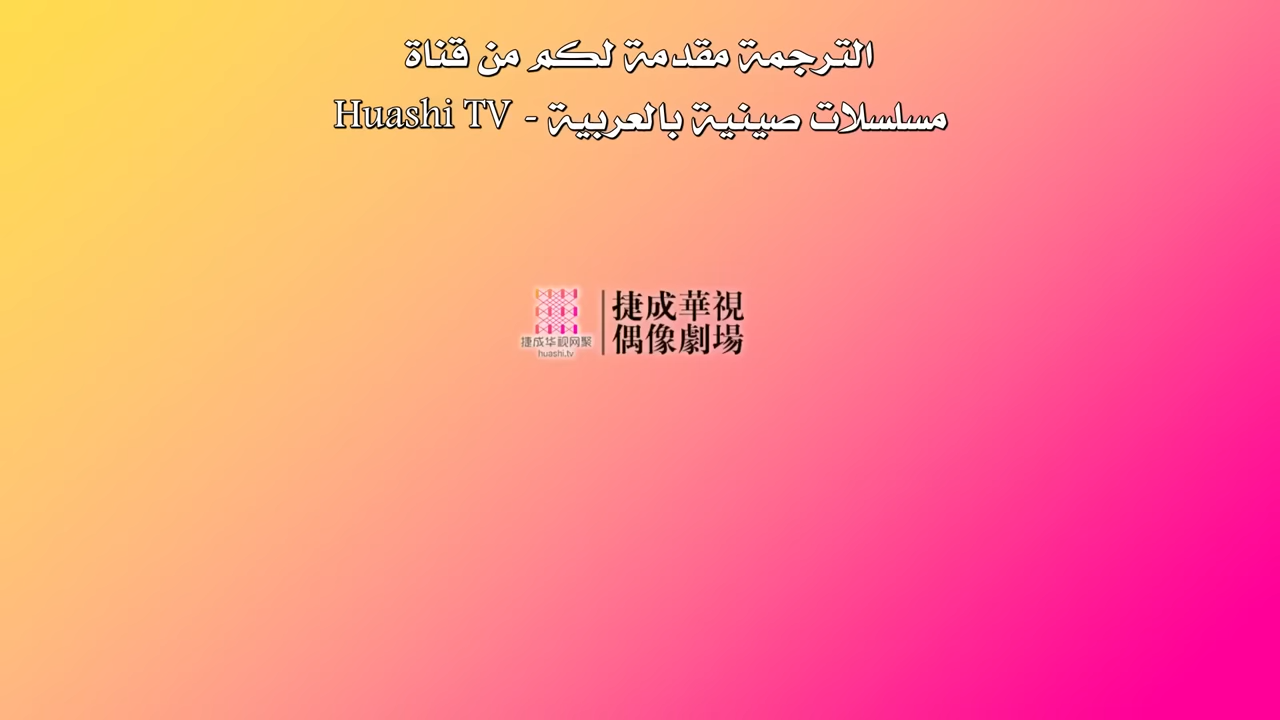 الترجمة مقدمة لكم من قناة
مسلسلات صينية بالعربية - Huashi TV
捷成華視
偶像劇場
捷成华视网聚
huashi.tv